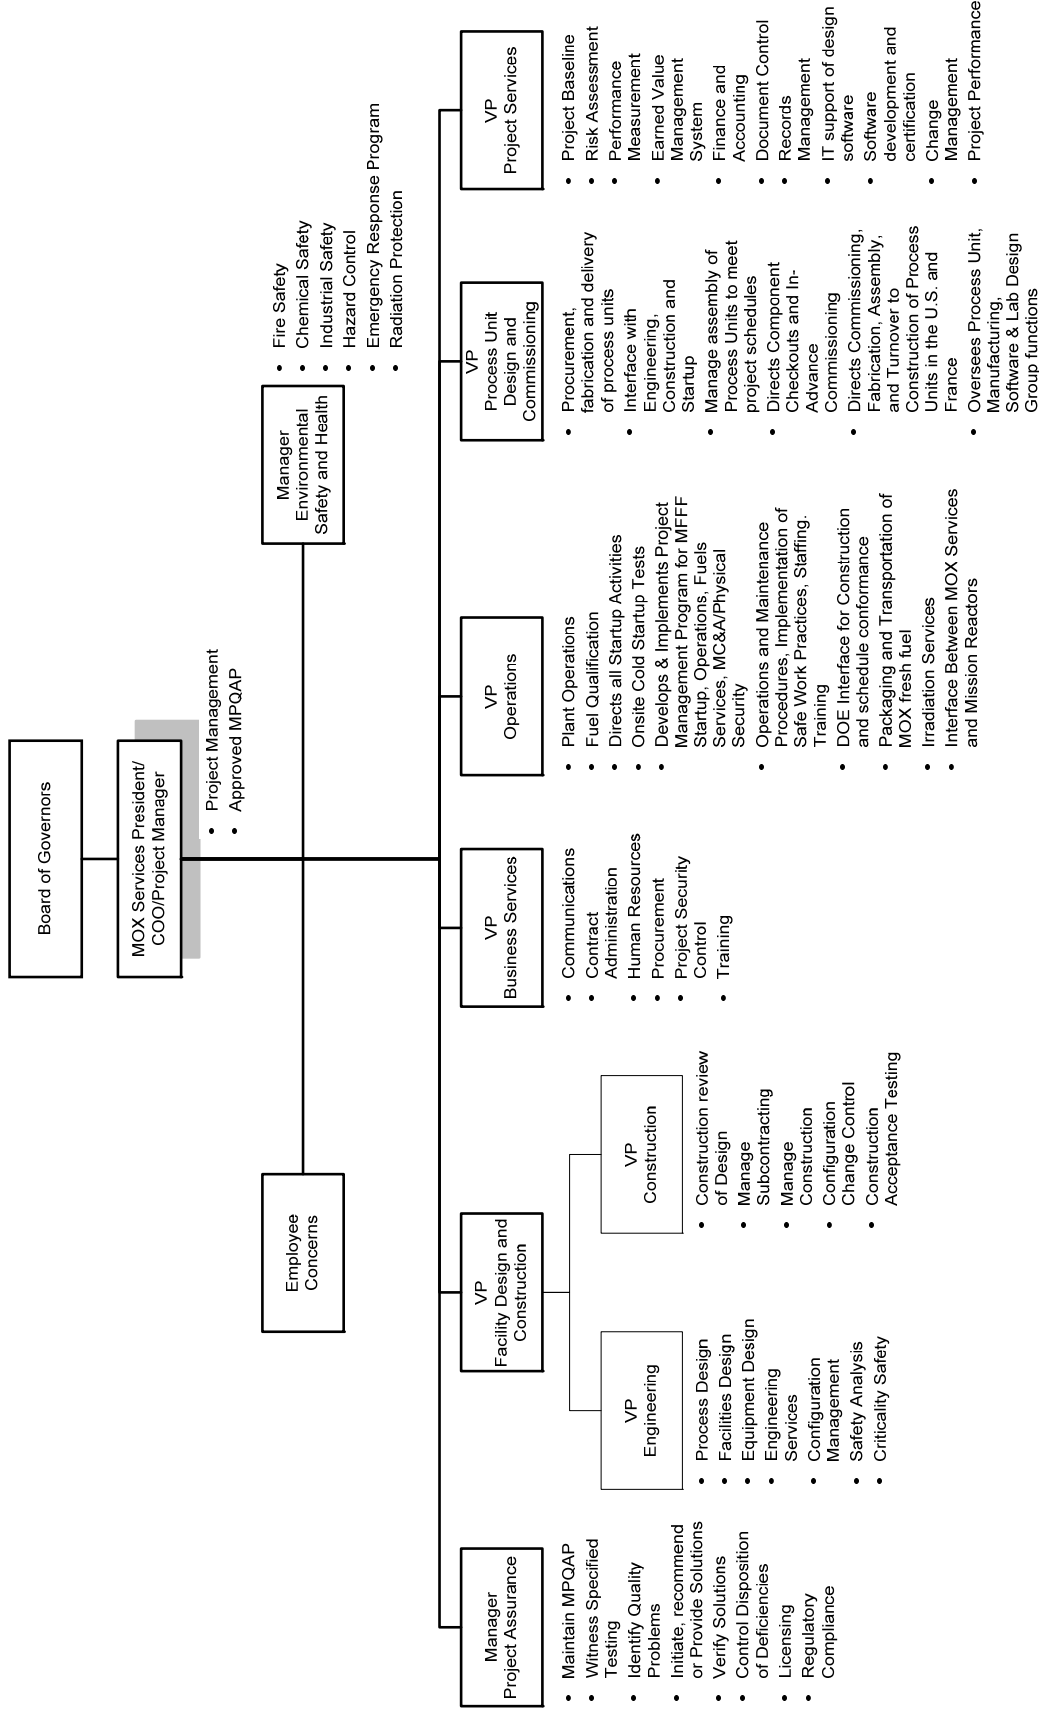 Board of Governors
MOX Services President/
COO/Project Manager
• Project Management
• Approved MPQAP
Employee
Concerns
Manager
Environmental
Safety and Health
• Fire Safety
• Chemical Safety
• Industrial Safety
• Hazard Control
• Emergency Response Program
• Radiation Protection
Manager
Project Assurance
• Maintain MPQAP
• Witness Specified
Testing
• Identify Quality
Problems
• Initiate, recommend
or Provide Solutions
• Verify Solutions
• Control Disposition
of Deficiencies
• Licensing
• Regulatory
Compliance
VP
Facility Design and
Construction
VP
Engineering
• Process Design
• Facilities Design
• Equipment Design
• Engineering
Services
• Configuration
Management
• Safety Analysis
• Criticality Safety
VP
Construction
• Construction review
of Design
• Manage
Subcontracting
• Manage
Construction
• Configuration
Change Control
• Construction
Acceptance Testing
VP
Business Services
• Communications
• Contract
Administration
• Human Resources
• Procurement
• Project Security
Control
• Training
VP
Operations
• Plant Operations
• Fuel Qualification
• Directs all Startup Activities
• Onsite Cold Startup Tests
• Develops & Implements Project
Management Program for MFFF
Startup, Operations, Fuels
Services, MC&A/Physical
Security
• Operations and Maintenance
Procedures, Implementation of
Safe Work Practices, Staffing.
Training
• DOE Interface for Construction
and schedule conformance
• Packaging and Transportation of
MOX fresh fuel
• Irradiation Services
• Interface Between MOX Services
and Mission Reactors
VP
Process Unit
Design and
Commissioning
• Procurement,
fabrication and delivery
of process units
• Interface with
Engineering,
Construction and
Startup
• Manage assembly of
Process Units to meet
project schedules
• Directs Component
Checkouts and In-
Advance
Commissioning
• Directs Commissioning,
Fabrication, Assembly,
and Turnover to
Construction of Process
Units in the U.S. and
France
• Oversees Process Unit,
Manufacturing,
Software & Lab Design
Group functions
VP
Project Services
• Project Baseline
• Risk Assessment
• Performance
Measurement
• Earned Value
Management
System
• Finance and
Accounting
• Document Control
• Records
Management
• IT support of design
software
• Software
development and
certification
• Change
Management
• Project Performance